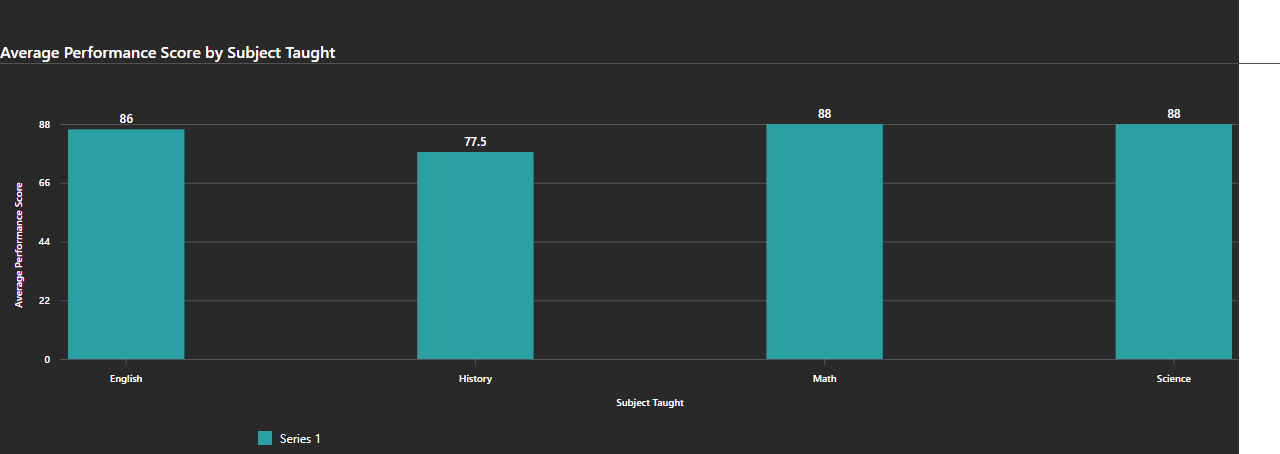 Average Performance Score by Subject Taught
86
77.5
88
88
88
66
44
22
0
Average Performance Score
English
History
Math
Science
Subject Taught
Series 1